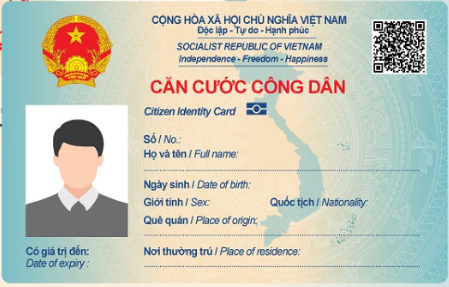 CỘNG HÒA XÃ HỘI CHỦ NGHĨA VIỆT NAM
Độc lập - Tự do - Hạnh phúc
SOCIALIST REPUBLIC OF VIETNAM
Independence - Freedom - Happiness
CĂN CƯỚC CÔNG DÂN
Citizen Identity Card
Số / No.:
Họ và tên / Full name:
Ngày sinh / Date of birth:
Giới tính / Sex: Quốc tịch / Nationality:
Quê quán / Place of origin:
Có giá trị đến: Nơi thường trú / Place of residence:
Date of expiry :